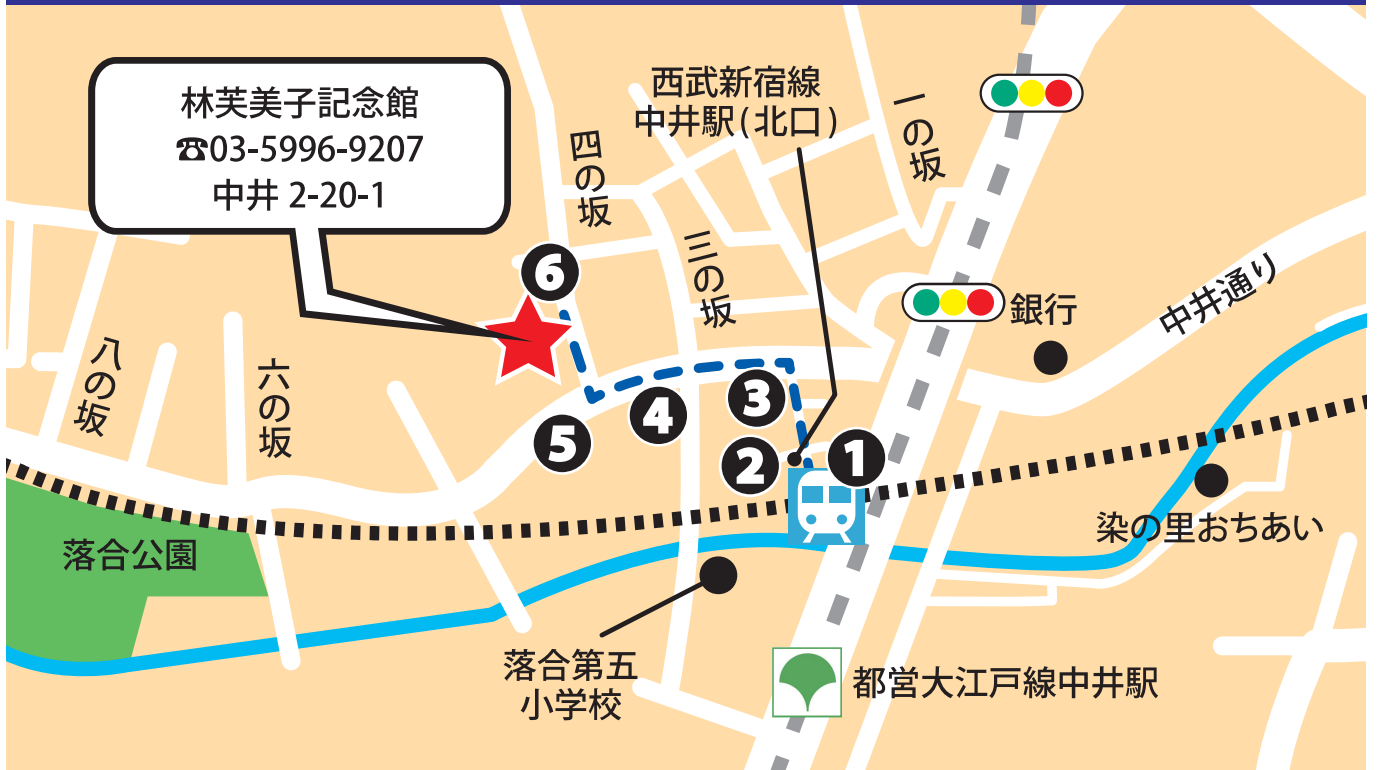 林芙美子記念館
☎03-5996-9207
中井 2-20-1
西武新宿線
中井駅(北口)
一の坂
四の坂
三の坂
6
銀行
中井通り
八の坂
六の坂
5
4
3
2
1
落合公園
染の里おちあい
落合第五
小学校
都営大江戸線中井駅